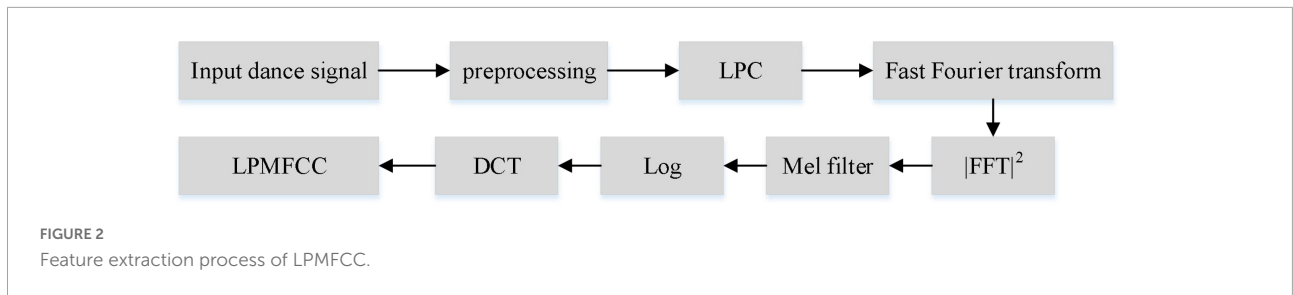 Input dance signal
preprocessing
LPC
Fast Fourier transform
|FFT|²
Mel filter
Log
DCT
LPMFCC
FIGURE 2
Feature extraction process of LPMFCC.